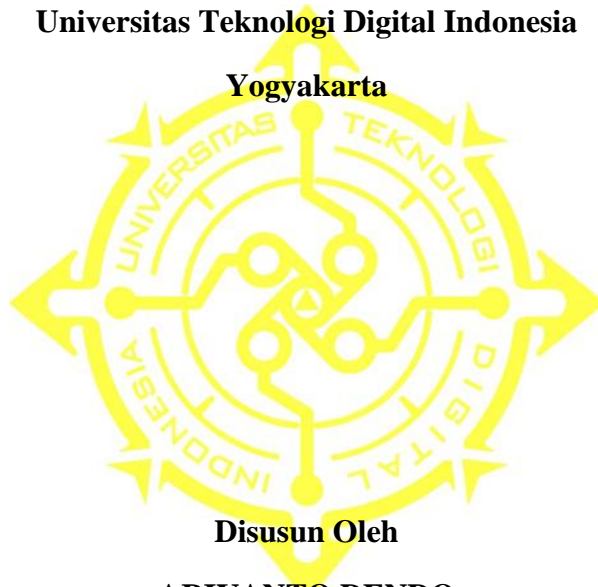 Universitas Teknologi Digital Indonesia
Yogyakarta
UNIVERSITAS TEKNOLOGI
DIGITAL INDONESIA
Disusun Oleh